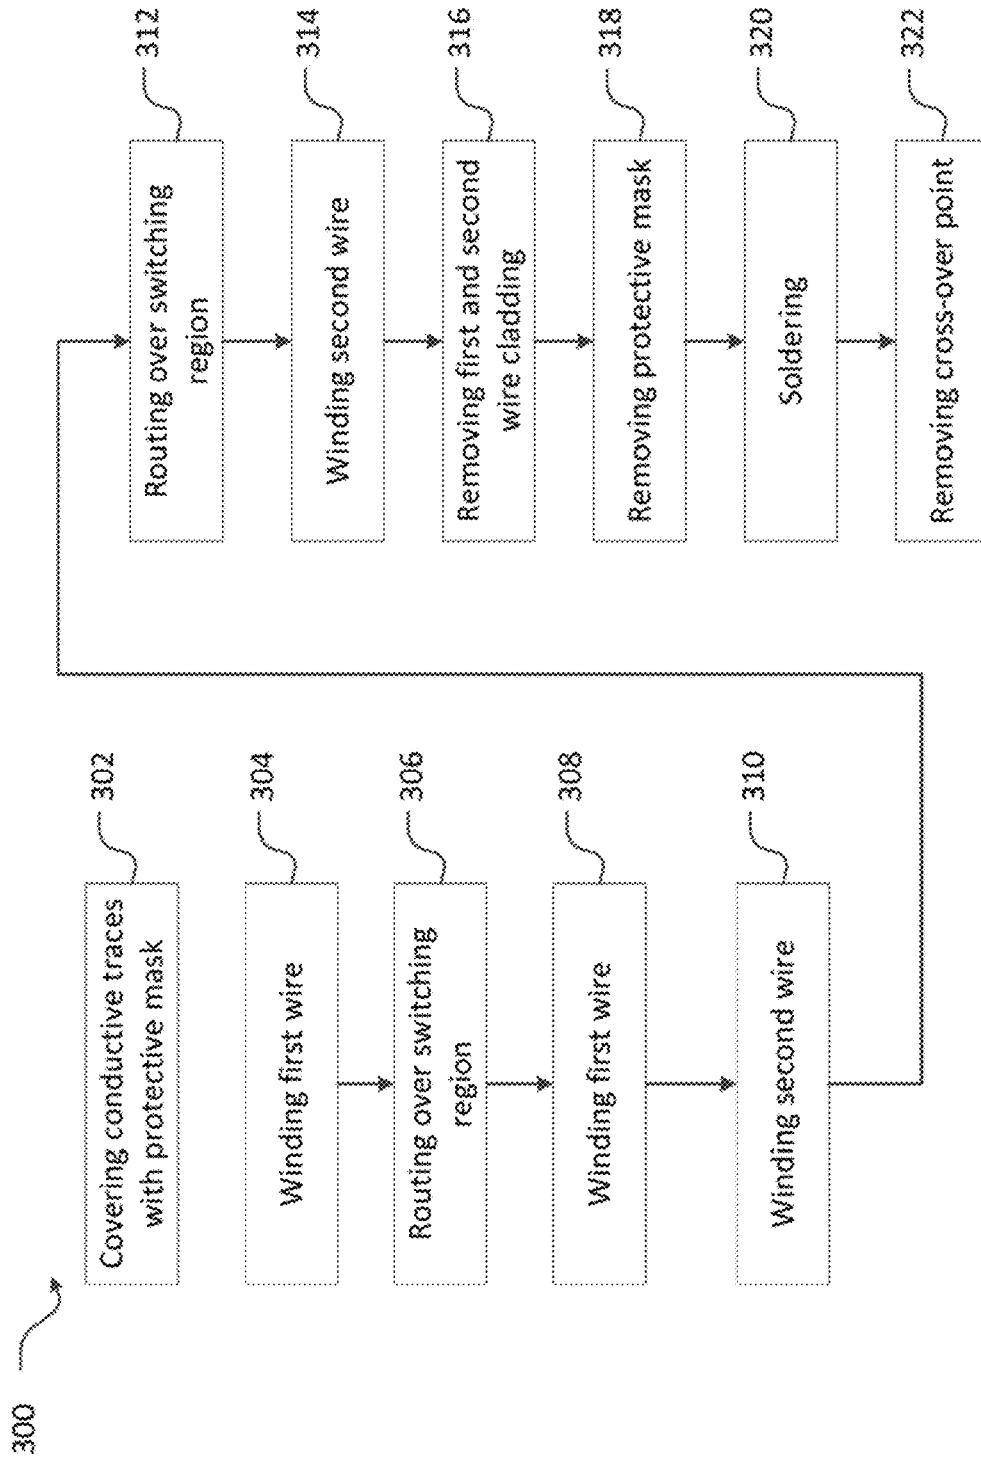 300
Covering conductive traces
with protective mask
302
Winding first wire
304
Routing over switching
region
306
Winding first wire
308
Winding second wire
310
Routing over switching
region
312
Winding second wire
314
Removing first and second
wire cladding
316
Removing protective mask
318
Soldering
320
Removing cross-over point
322